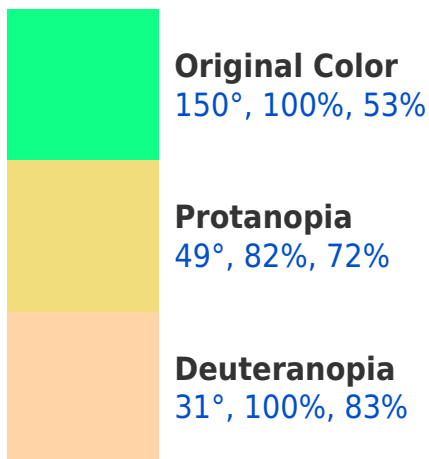 Original Color
150°, 100%, 53%
Protanopia
49°, 82%, 72%
Deuteranopia
31°, 100%, 83%